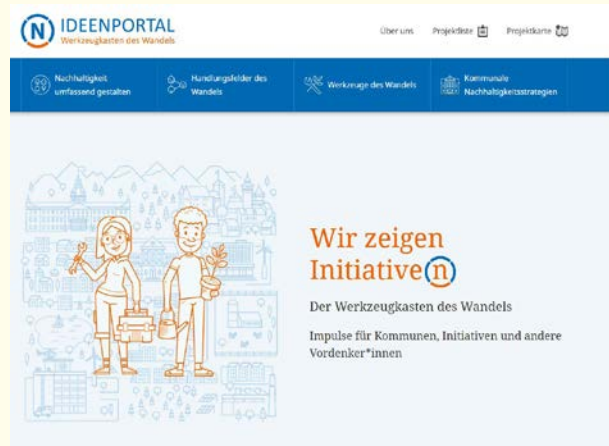 N IDEENPORTAL
Werkzeugkasten des Wandels
Über uns Projektliste Projektkarte
Nachhaltigkeit
umfassend gestalten
Handlungsfelder des
Wandels
Werkzeuge des Wandels
Kommunale
Nachhaltigkeitsstrategien
Wir zeigen
Initiative n
Der Werkzeugkasten des Wandels
Impulse für Kommunen, Initiativen und andere
Vordenker*innen